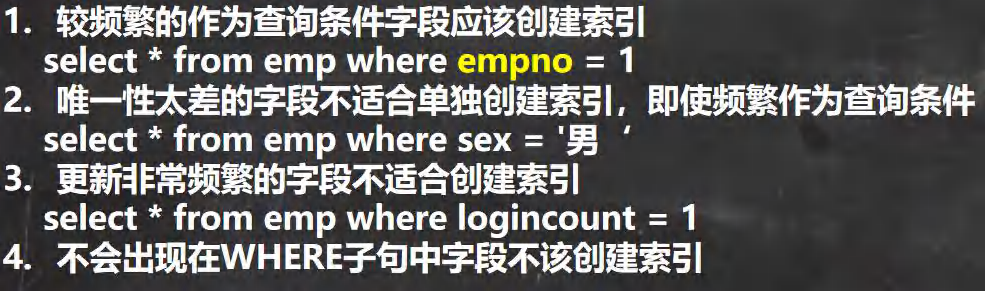 1. 较频繁的作为查询条件字段应该创建索引
select * from emp where empno = 1
2. 唯一性太差的字段不适合单独创建索引，即使频繁作为查询条件
select * from emp where sex = '男‘
3. 更新非常频繁的字段不适合创建索引
select * from emp where logincount = 1
4. 不会出现在WHERE子句中字段不该创建索引